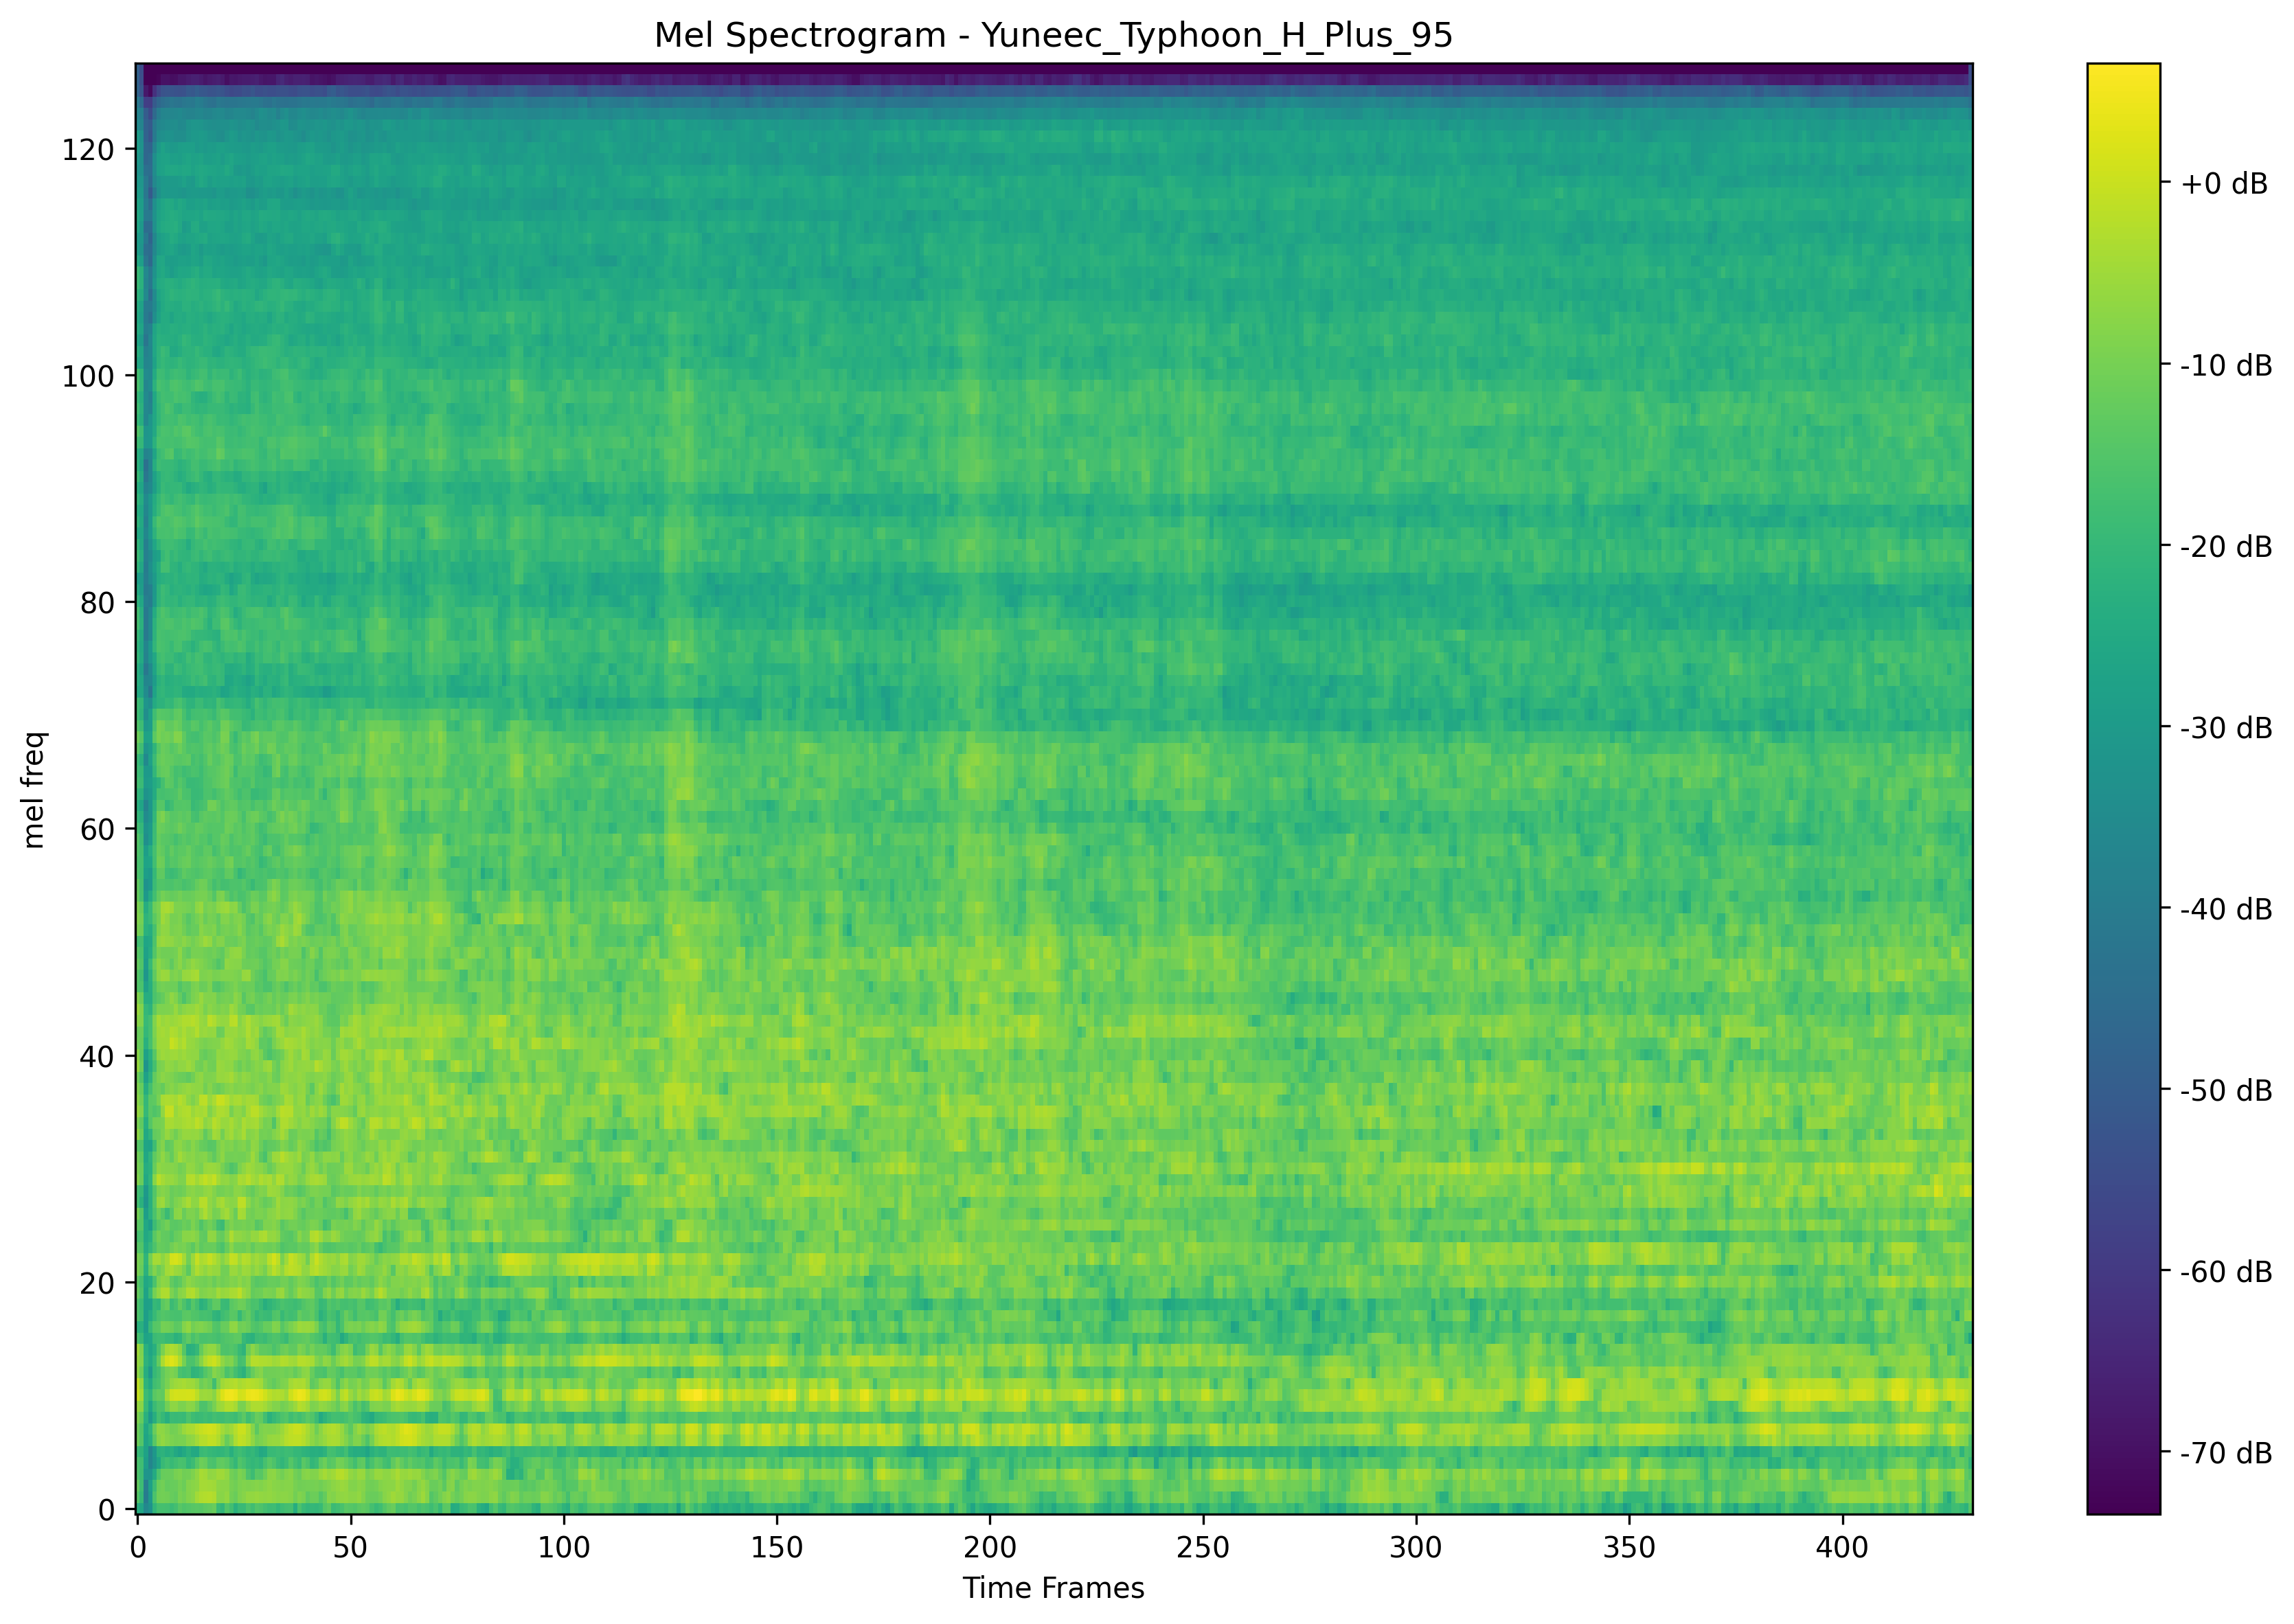 Mel Spectrogram - Yuneec_Typhoon_H_Plus_95
mel freq
120
100
80
60
40
20
0
0 50 100 150 200 250 300 350 400
Time Frames
+0 dB
-10 dB
-20 dB
-30 dB
-40 dB
-50 dB
-60 dB
-70 dB